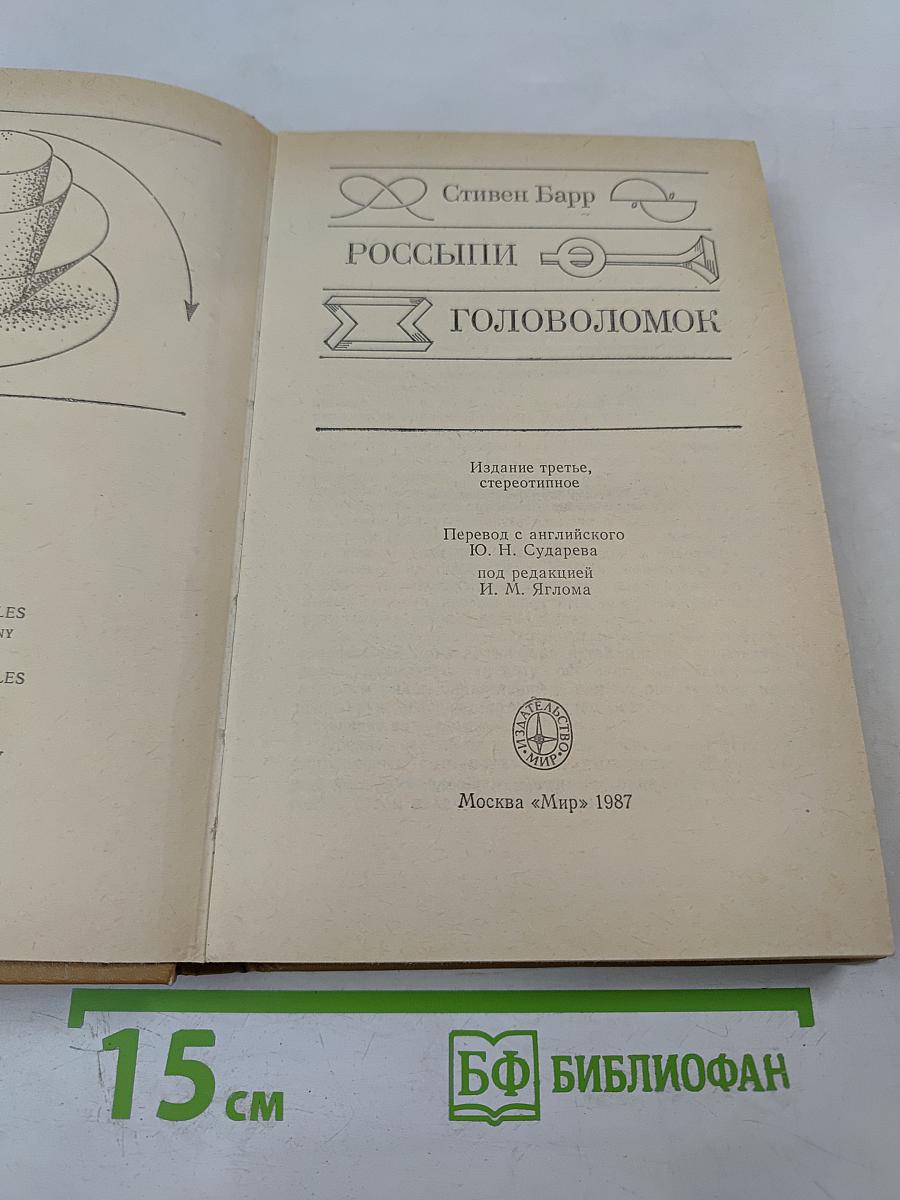 LES
NY
LES
Стивен Барр
РОССЫПИ
ГОЛОВОЛОМОК
Издание третье,
стереотипное
Перевод с английского
Ю. Н. Сударева
под редакцией
И. М. Яглома
ИЗДАТЕЛЬСТВО
МИР
Москва «Мир» 1987
15 см
БФ БИБЛИОФАН